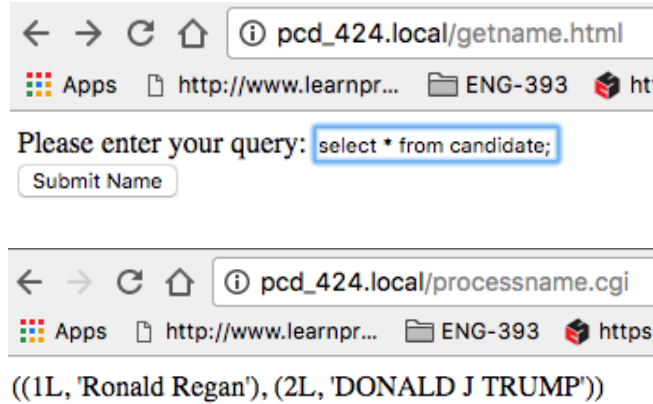 pcd_424.local/getname.html
Apps http://www.learnpr... ENG-393 ht
Please enter your query: select * from candidate;
Submit Name
pcd_424.local/processname.cgi
Apps http://www.learnpr... ENG-393 https
((1L, 'Ronald Regan'), (2L, 'DONALD J TRUMP'))